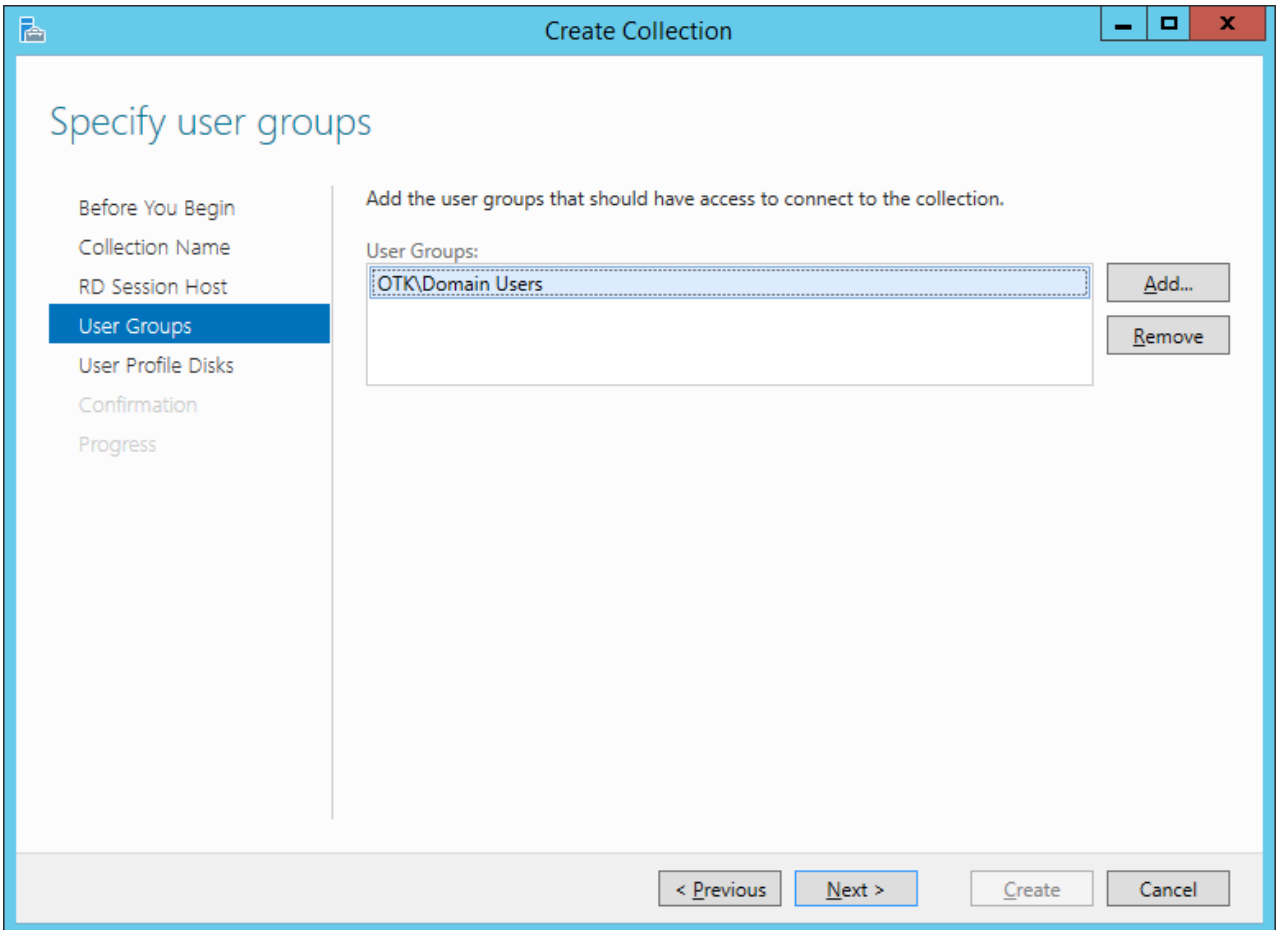 Create Collection
Specify user groups
Before You Begin
Collection Name
RD Session Host
User Groups
User Profile Disks
Confirmation
Progress
Add the user groups that should have access to connect to the collection.
User Groups:
OTK\Domain Users
Add...
Remove
< Previous
Next >
Create
Cancel